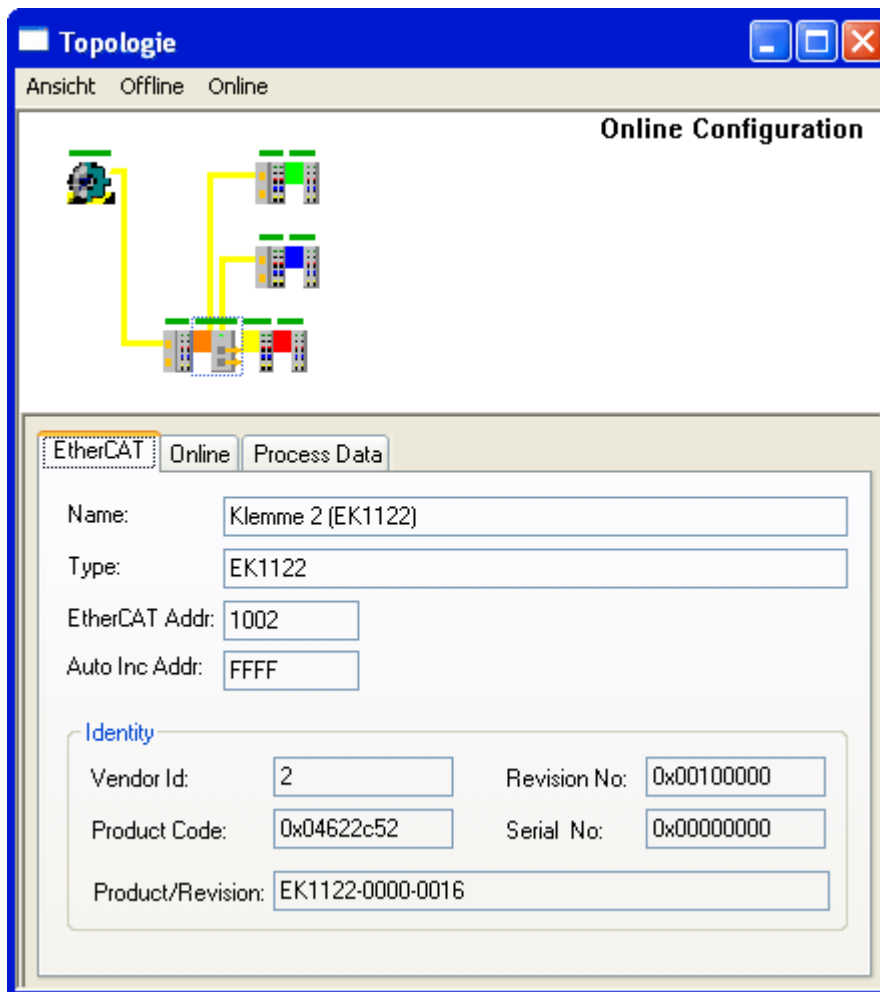 Topologie
Ansicht Offline Online
Online Configuration
EtherCAT Online Process Data
Name: Klemme 2 (EK1122)
Type: EK1122
EtherCAT Addr: 1002
Auto Inc Addr: FFFF
Identity
Vendor Id: 2 Revision No: 0x00100000
Product Code: 0x04622c52 Serial No: 0x00000000
Product/Revision: EK1122-0000-0016